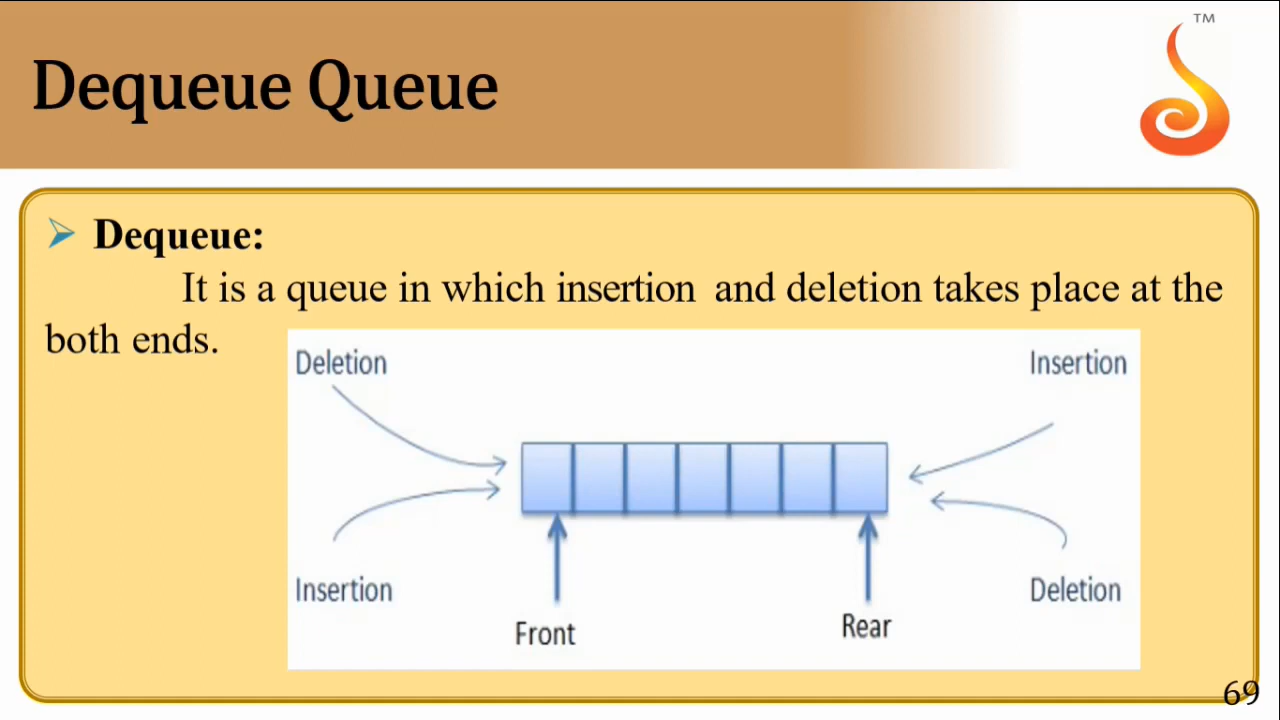 TM
Dequeue Queue
➢ Dequeue:
It is a queue in which insertion and deletion takes place at the
both ends.
Deletion
Insertion
Insertion
Deletion
Front
Rear
69